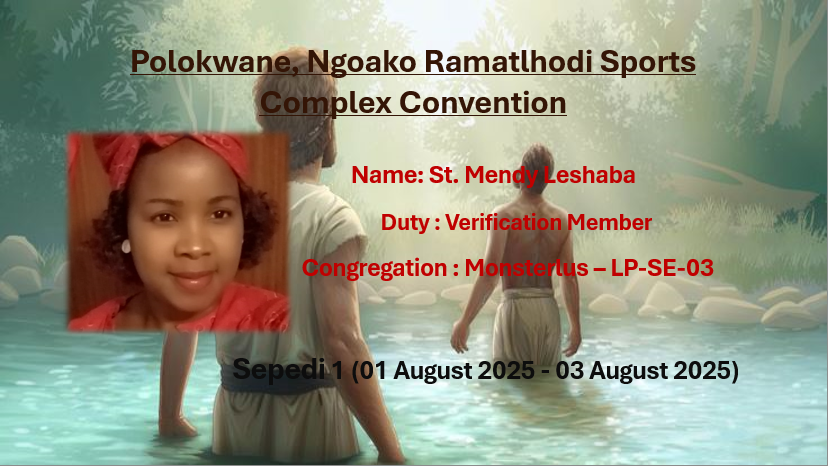 Polokwane, Ngoako Ramatlhodi Sports
Complex Convention
Name: St. Mendy Leshaba
Duty : Verification Member
Congregation : Monsterlus – LP-SE-03
Sepedi 1 (01 August 2025 - 03 August 2025)